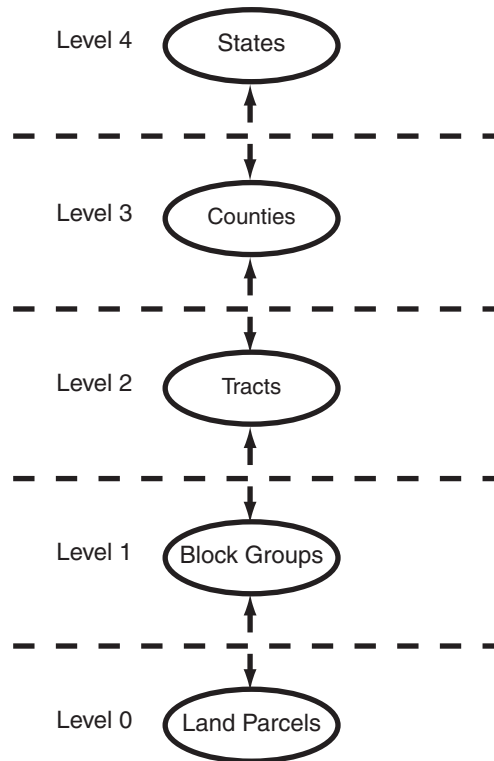 Level 4 States
Level 3 Counties
Level 2 Tracts
Level 1 Block Groups
Level 0 Land Parcels